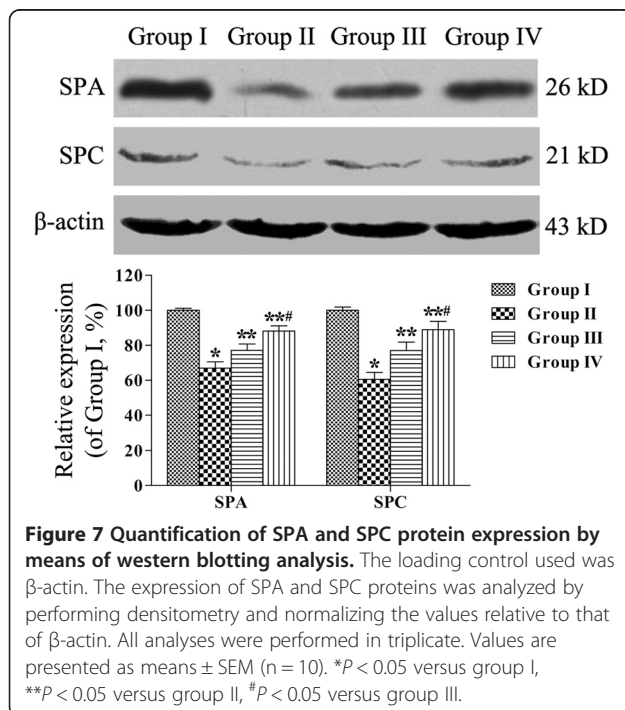 Group I Group II Group III Group IV
SPA 26 kD
SPC 21 kD
β-actin 43 kD
Relative expression
(of Group I, %)
120
100
80
60
40
20
0
* ** **#
* ** **#
SPA SPC
Group I
Group II
Group III
Group IV
Figure 7 Quantification of SPA and SPC protein expression by
means of western blotting analysis. The loading control used was
β-actin. The expression of SPA and SPC proteins was analyzed by
performing densitometry and normalizing the values relative to that
of β-actin. All analyses were performed in triplicate. Values are
presented as means ± SEM (n = 10). *P < 0.05 versus group I,
**P < 0.05 versus group II, #P < 0.05 versus group III.